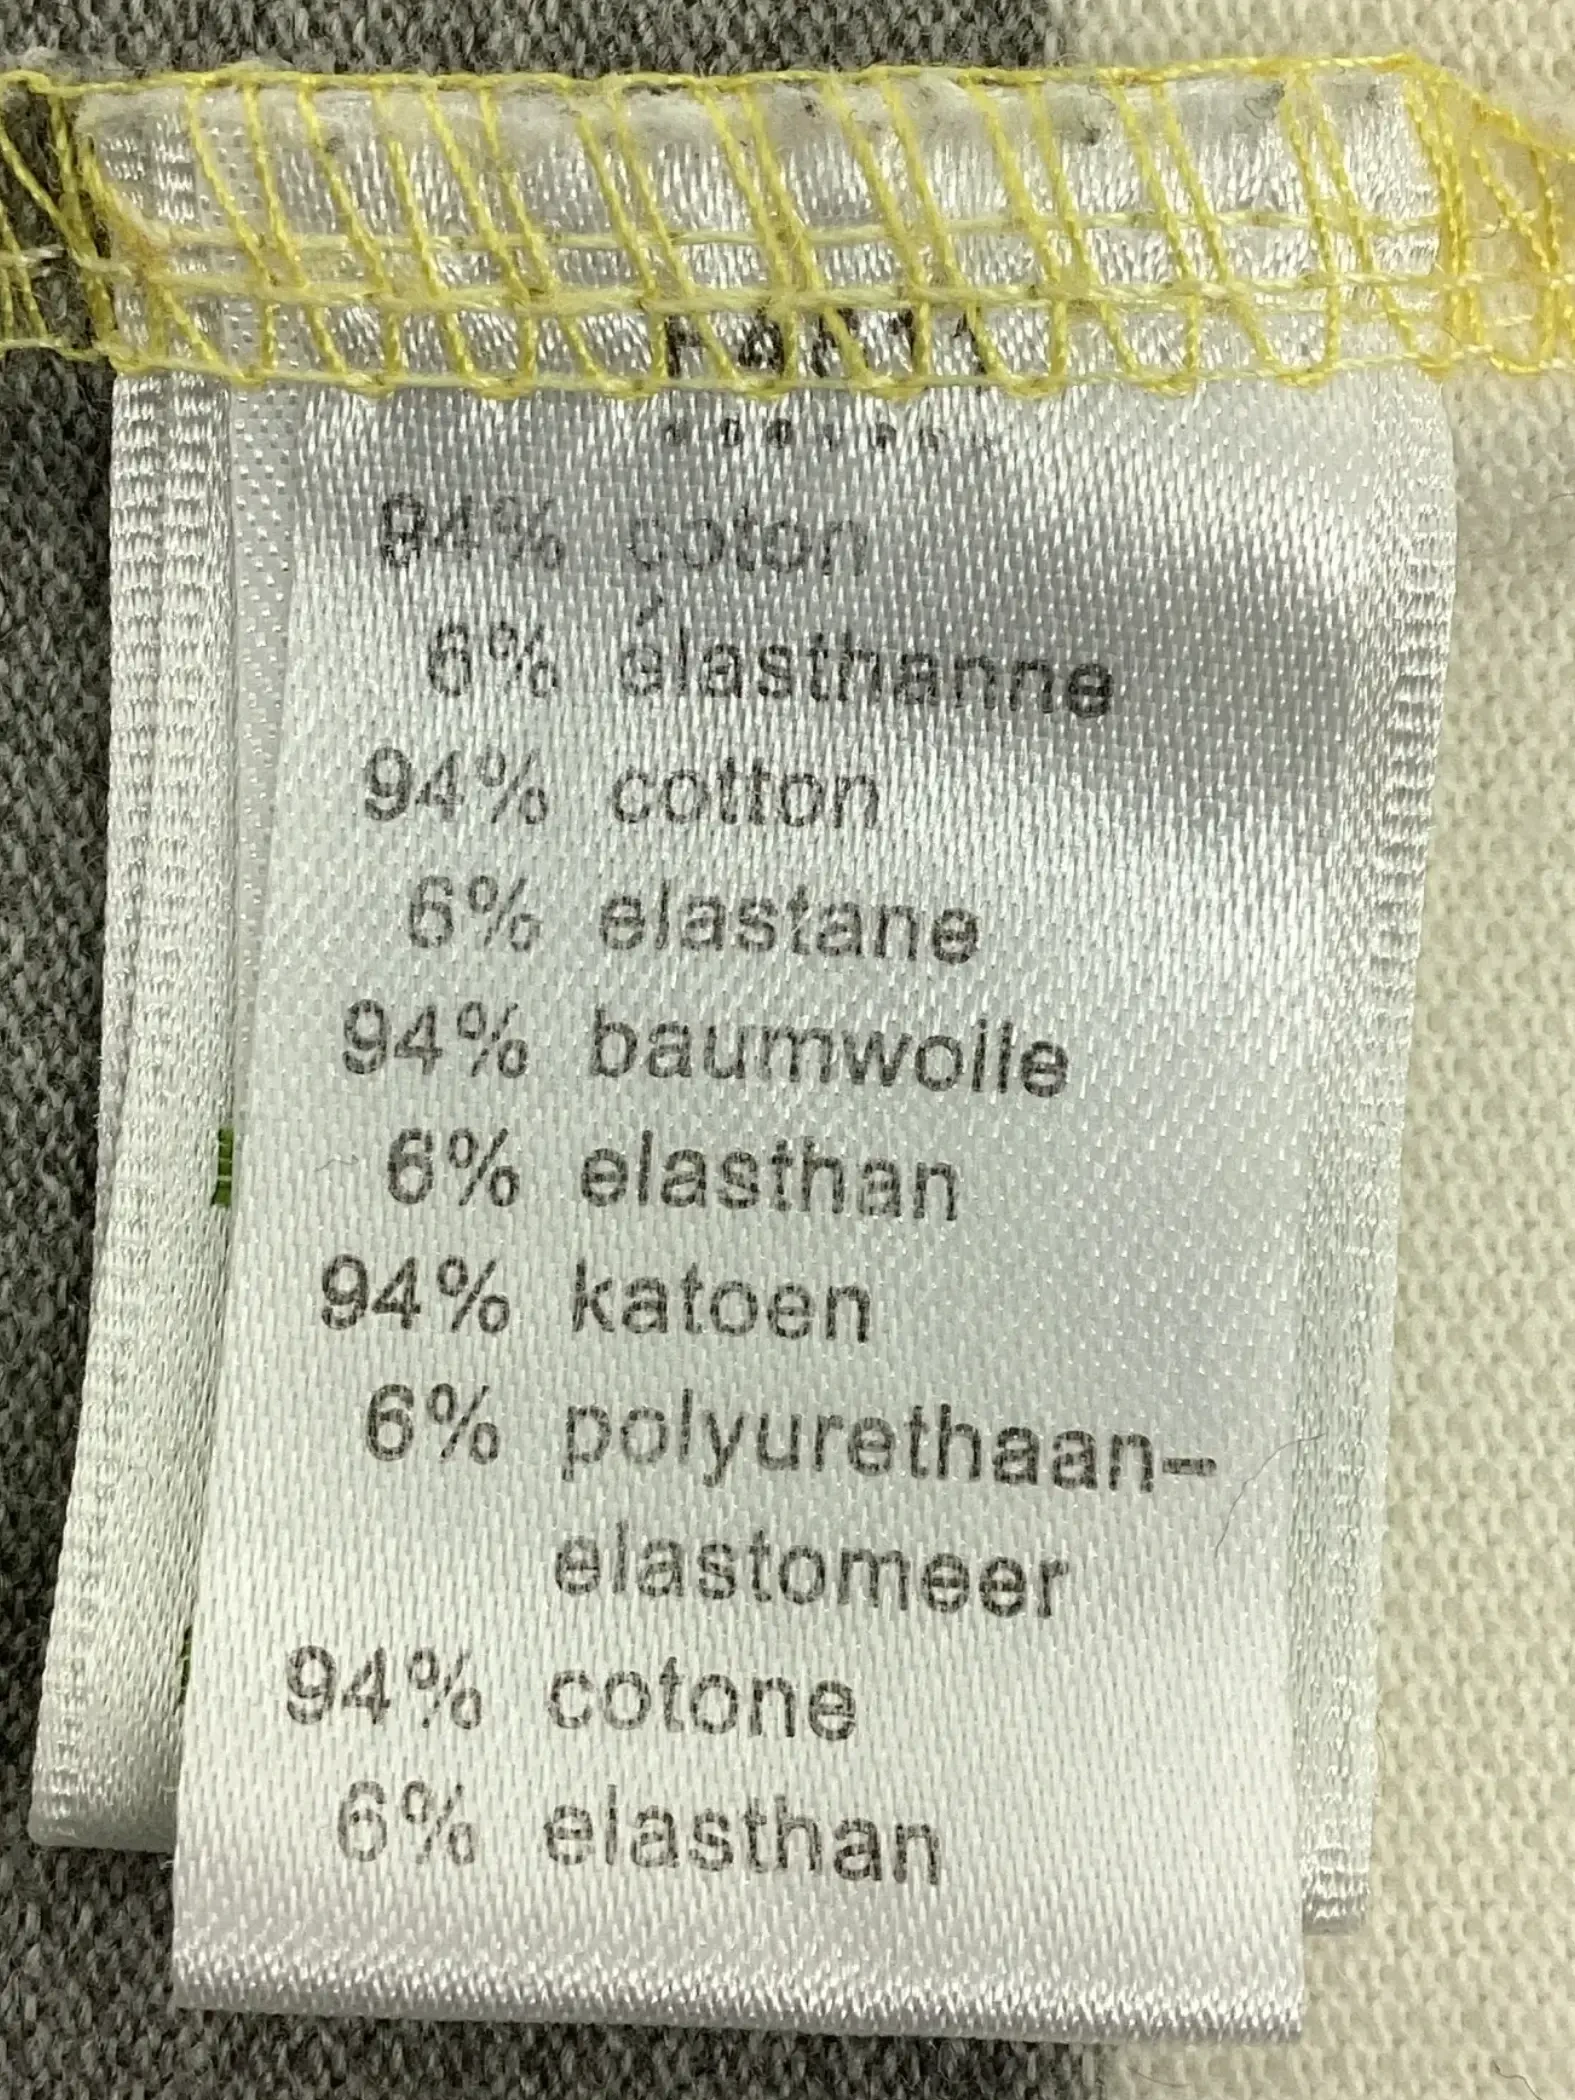 94% coton
6% élasthanne
94% cotton
6% elastane
94% baumwolle
6% elasthan
94% katoen
6% polyurethaan-
elastomeer
94% cotone
6% elasthan